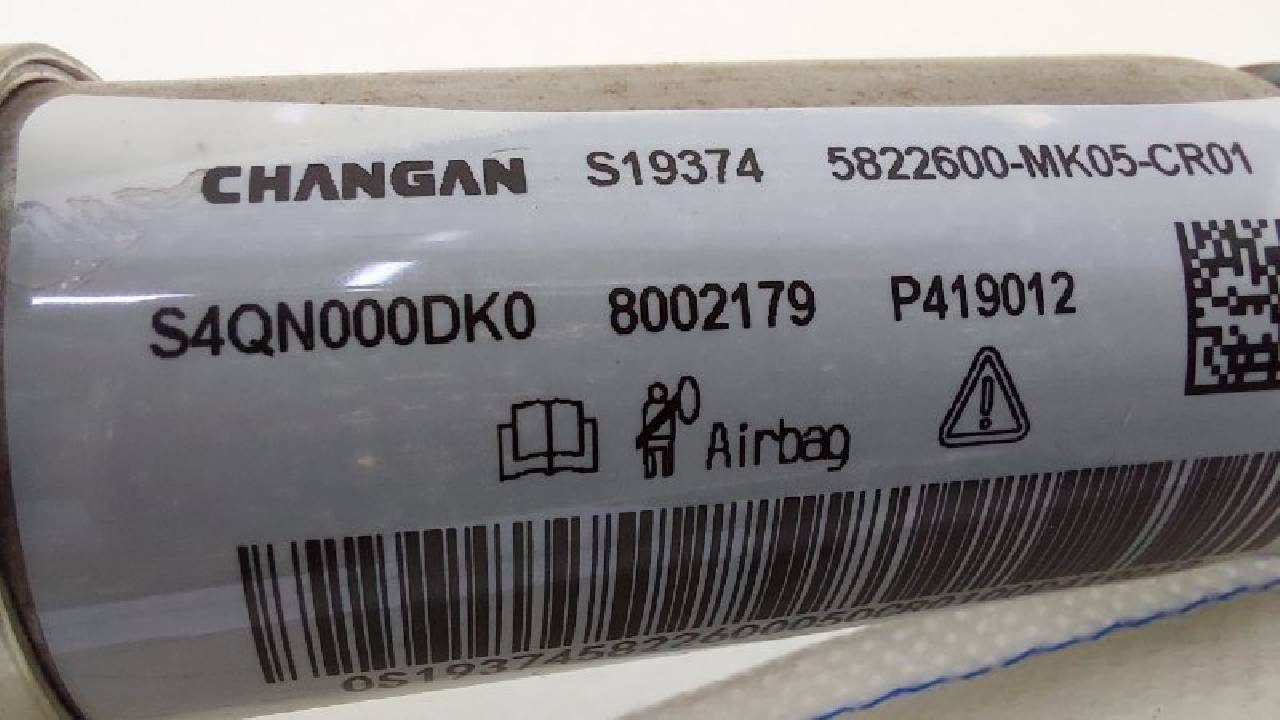 CHANGAN S19374 5822600-MK05-CR01
S4QN000DK0 8002179 P419012
Airbag